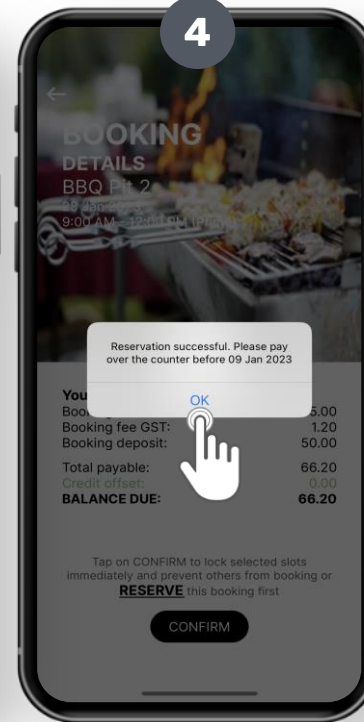 4
BOOKING
DETAILS
BBQ Pit 2
9:00 AM
Reservation successful. Please pay
over the counter before 09 Jan 2023
OK
You
5.00
Booking fee GST: 1.20
Booking deposit: 50.00
Total payable: 66.20
Credit offset: 0.00
BALANCE DUE: 66.20
Tap on CONFIRM to lock selected slots
immediately and prevent others from booking or
RESERVE this booking first
CONFIRM